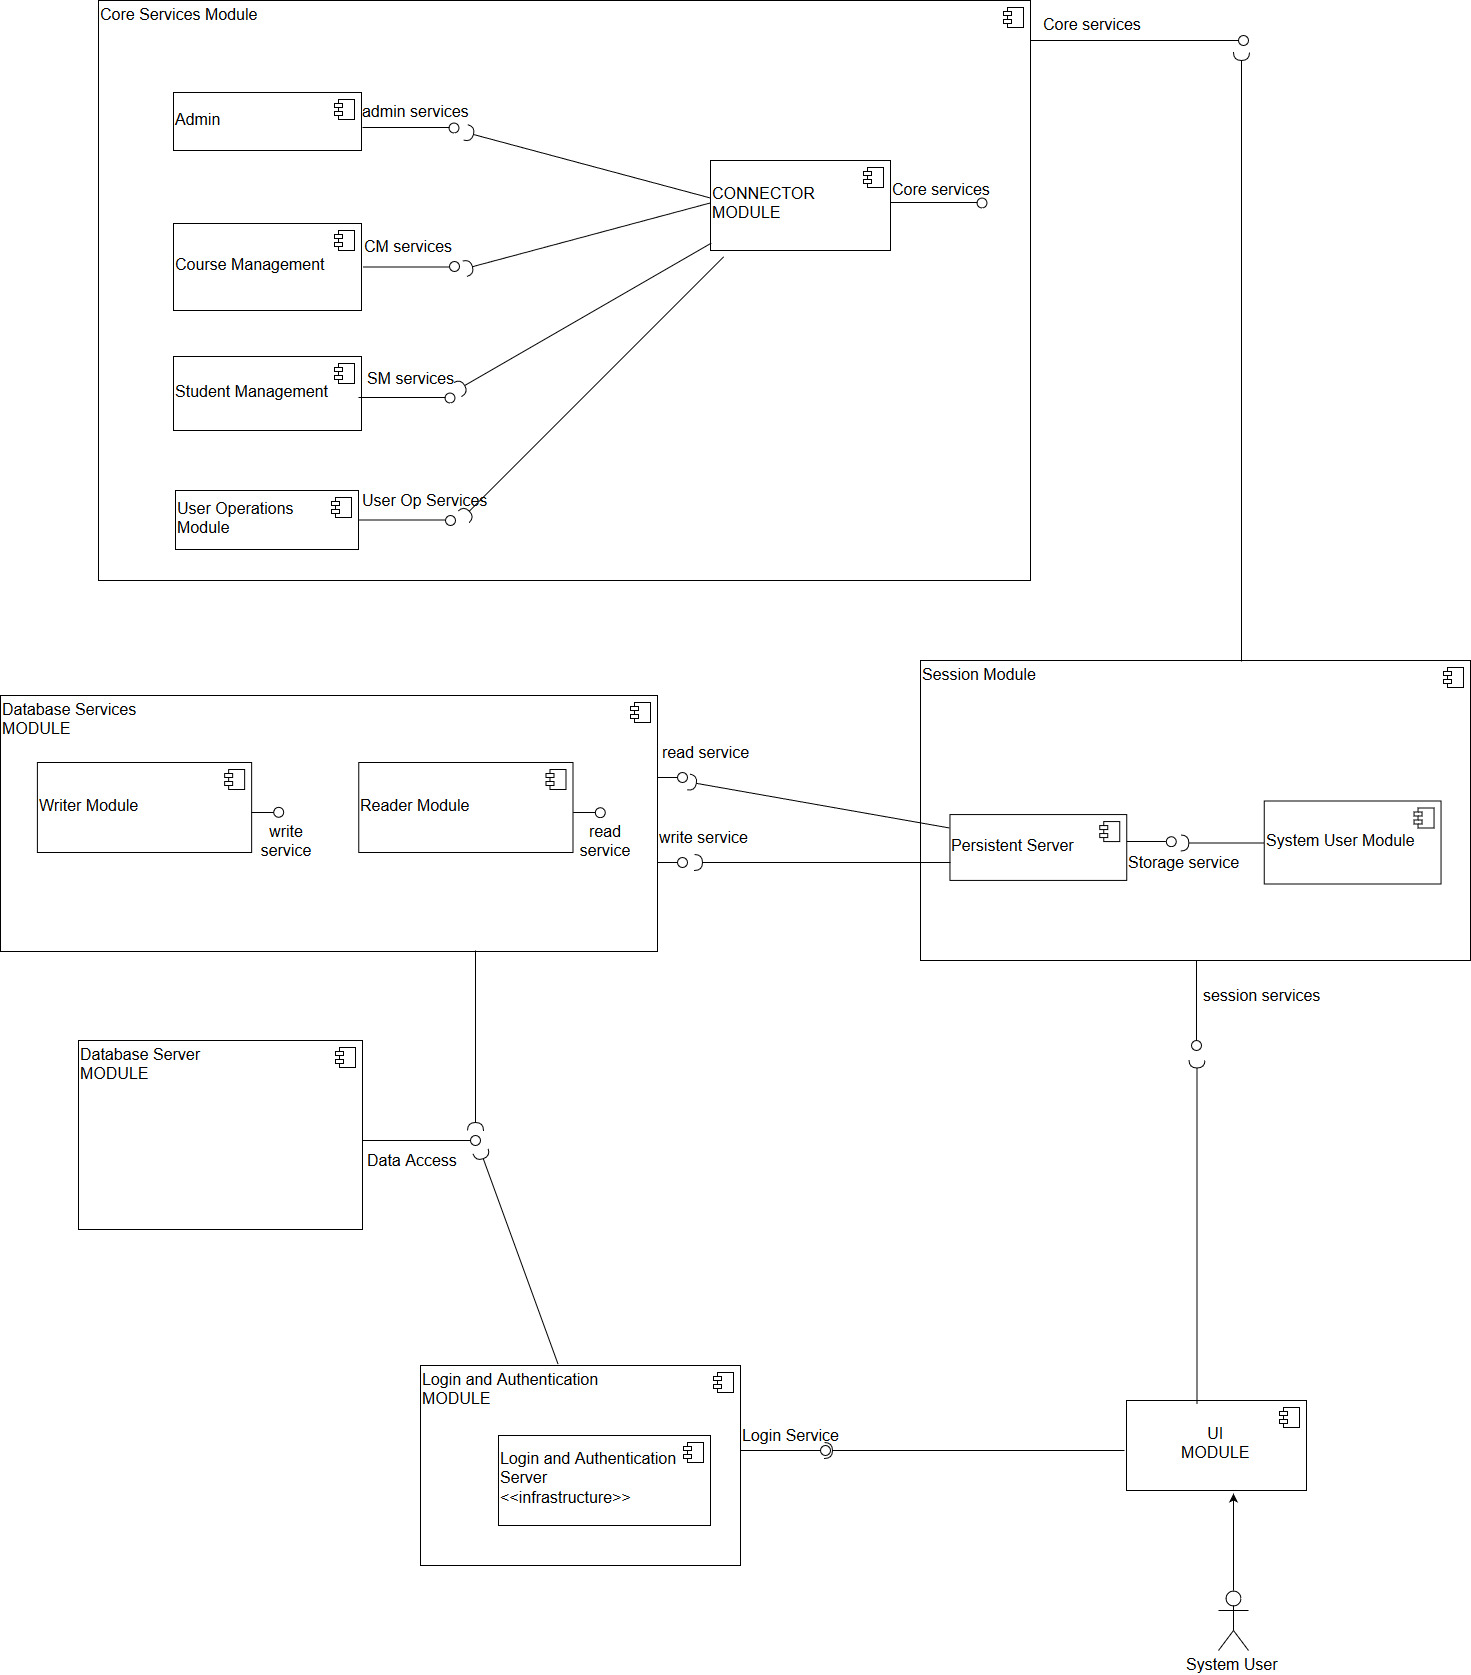 Core Services Module
Core services
Admin
admin services
CONNECTOR
MODULE
Core services
Course Management
CM services
Student Management
SM services
User Operations
Module
User Op Services
Session Module
Database Services
MODULE
read service
Writer Module
write
service
Reader Module
read
service
write service
Persistent Server
Storage service
System User Module
session services
Database Server
MODULE
Data Access
Login and Authentication
MODULE
Login and Authentication
Server
<<infrastructure>>
Login Service
UI
MODULE
System User